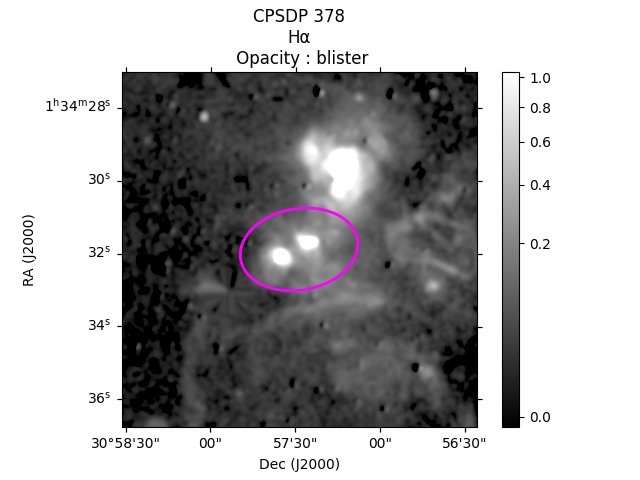 CPSDP 378
Hα
Opacity : blister
1h34m28s
30s
32s
34s
36s
RA (J2000)
30°58'30" 00" 57'30" 00" 56'30"
Dec (J2000)
1.0
0.8
0.6
0.4
0.2
0.0